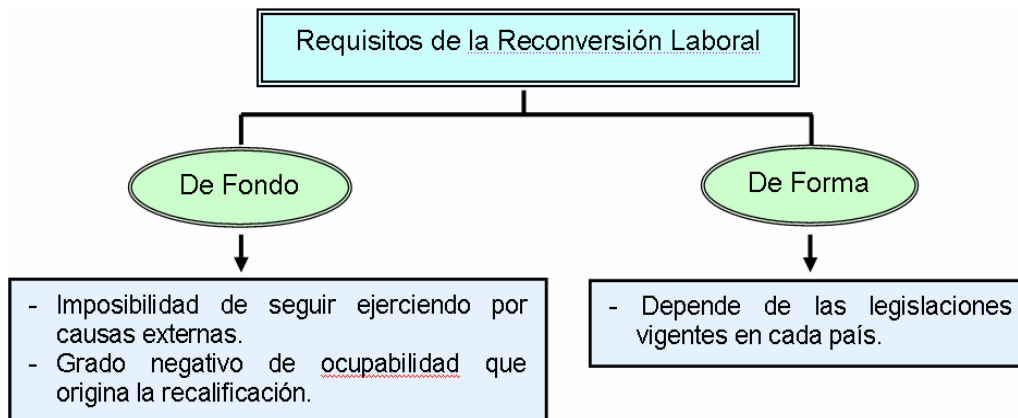 Requisitos de la Reconversión Laboral
De Fondo
De Forma
- Imposibilidad de seguir ejerciendo por
causas externas.
- Grado negativo de ocupabilidad que
origina la recalificación.
- Depende de las legislaciones
vigentes en cada país.